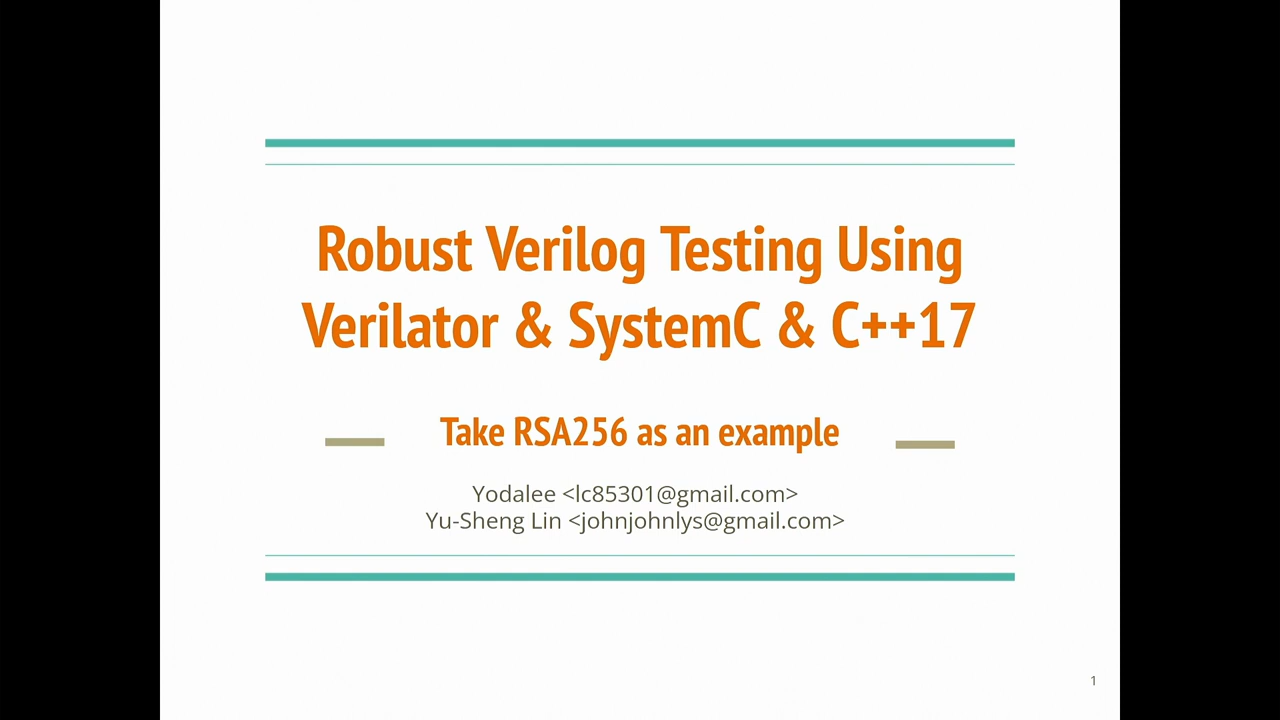 Robust Verilog Testing Using
Verilator & SystemC & C++17
Take RSA256 as an example
Yodalee <lc85301@gmail.com>
Yu-Sheng Lin <johnjohnlys@gmail.com>
1